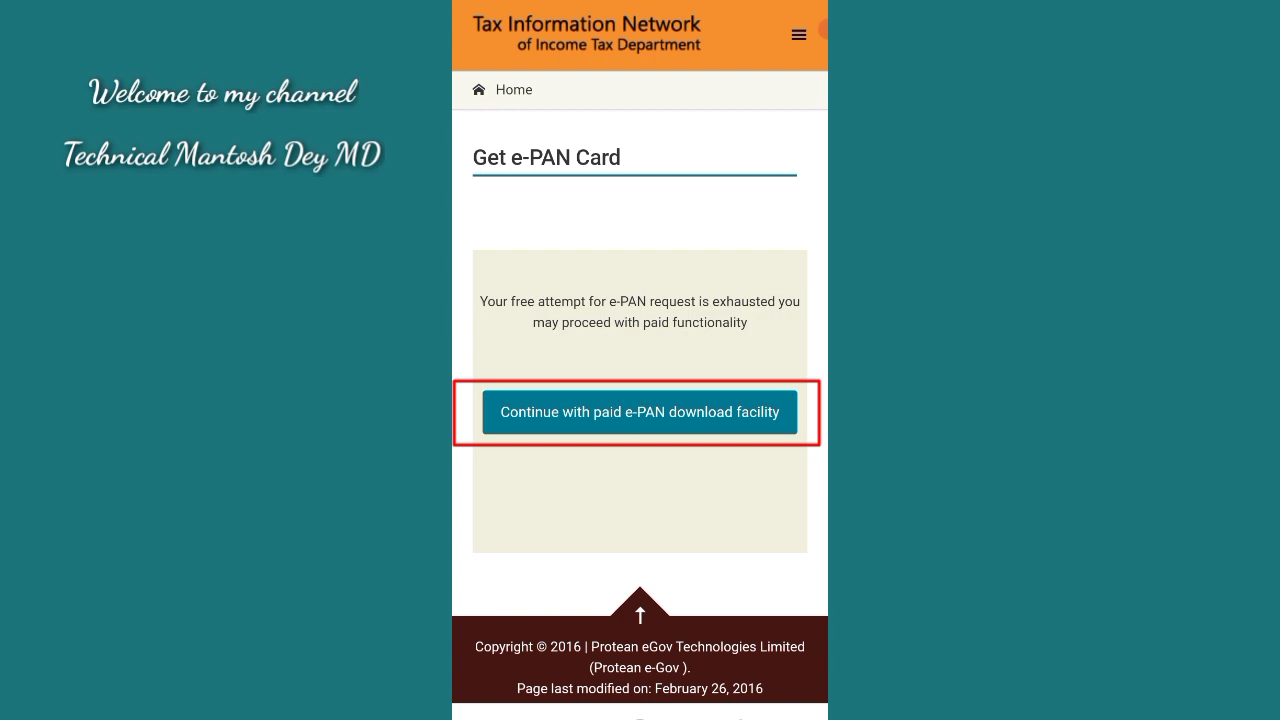 Welcome to my channel
Technical Mantosh Dey MD
Tax Information Network
of Income Tax Department
Home
Get e-PAN Card
Your free attempt for e-PAN request is exhausted you
may proceed with paid functionality
Continue with paid e-PAN download facility
Copyright © 2016 | Protean eGov Technologies Limited
(Protean e-Gov ).
Page last modified on: February 26, 2016